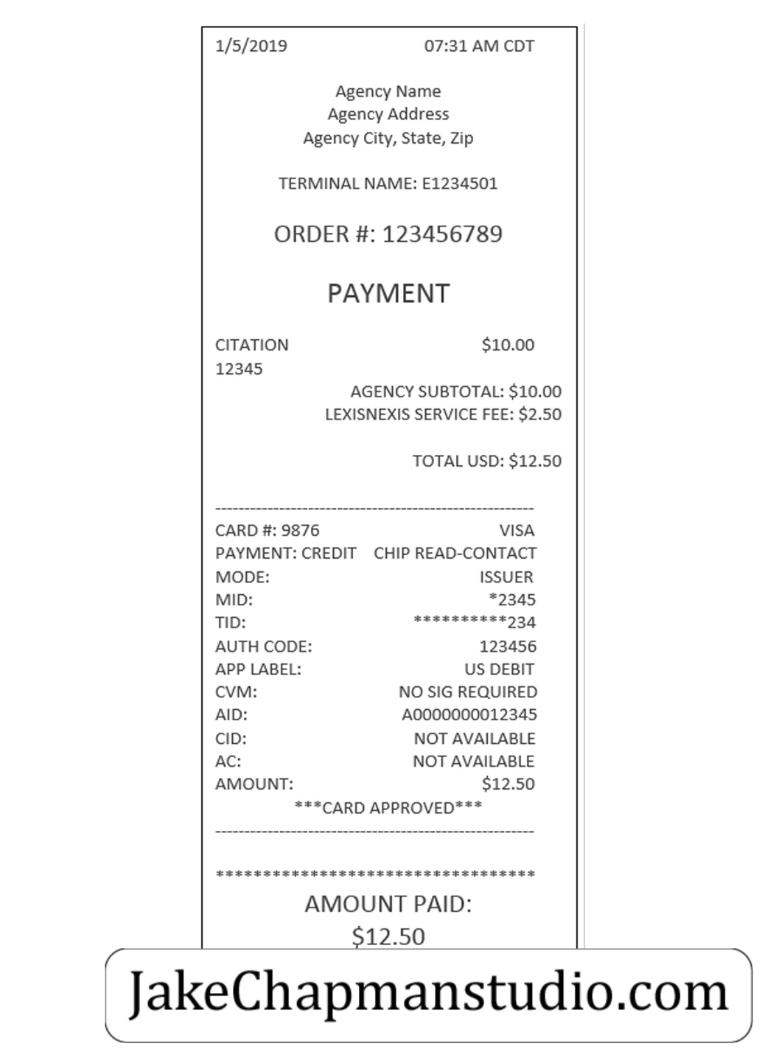 1/5/2019 07:31 AM CDT
Agency Name
Agency Address
Agency City, State, Zip
TERMINAL NAME: E1234501
ORDER #: 123456789
PAYMENT
CITATION $10.00
12345
AGENCY SUBTOTAL: $10.00
LEXISNEXIS SERVICE FEE: $2.50
TOTAL USD: $12.50
-------------------------------------------------------
CARD #: 9876 VISA
PAYMENT: CREDIT CHIP READ-CONTACT
MODE: ISSUER
MID: *2345
TID: **********234
AUTH CODE: 123456
APP LABEL: US DEBIT
CVM: NO SIG REQUIRED
AID: A0000000012345
CID: NOT AVAILABLE
AC: NOT AVAILABLE
AMOUNT: $12.50
***CARD APPROVED***
-------------------------------------------------------
**********************************
AMOUNT PAID:
$12.50
JakeChapmanstudio.com